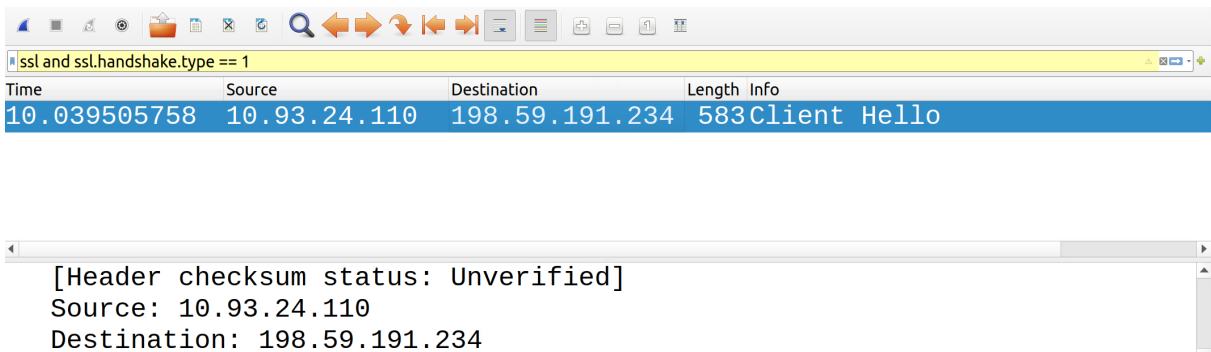 ssl and ssl.handshake.type == 1
Time Source Destination Length Info
10.039505758 10.93.24.110 198.59.191.234 583 Client Hello
[Header checksum status: Unverified]
Source: 10.93.24.110
Destination: 198.59.191.234